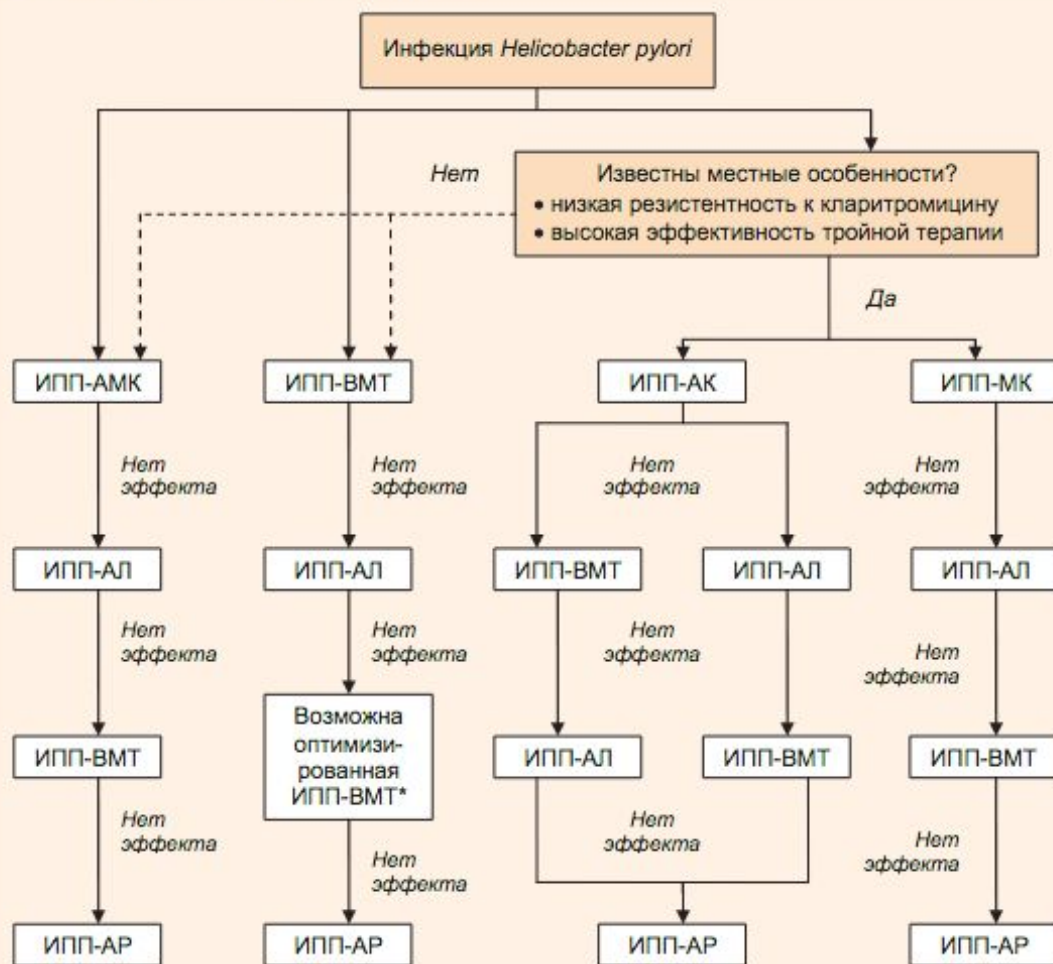 Инфекция Helicobacter pylori
Нет
Известны местные особенности?
• низкая резистентность к кларитромицину
• высокая эффективность тройной терапии
Да
ИПП-АМК
ИПП-ВМТ
ИПП-АК
ИПП-МК
Нет
эффекта
Нет
эффекта
Нет
эффекта
Нет
эффекта
ИПП-АЛ
ИПП-АЛ
ИПП-ВМТ
ИПП-АЛ
ИПП-АЛ
Нет
эффекта
Нет
эффекта
Нет
эффекта
Нет
эффекта
ИПП-ВМТ
Возможна
оптимизи-
рованная
ИПП-ВМТ*
ИПП-АЛ
ИПП-ВМТ
ИПП-ВМТ
Нет
эффекта
Нет
эффекта
Нет
эффекта
Нет
эффекта
ИПП-АР
ИПП-АР
ИПП-АР
ИПП-АР